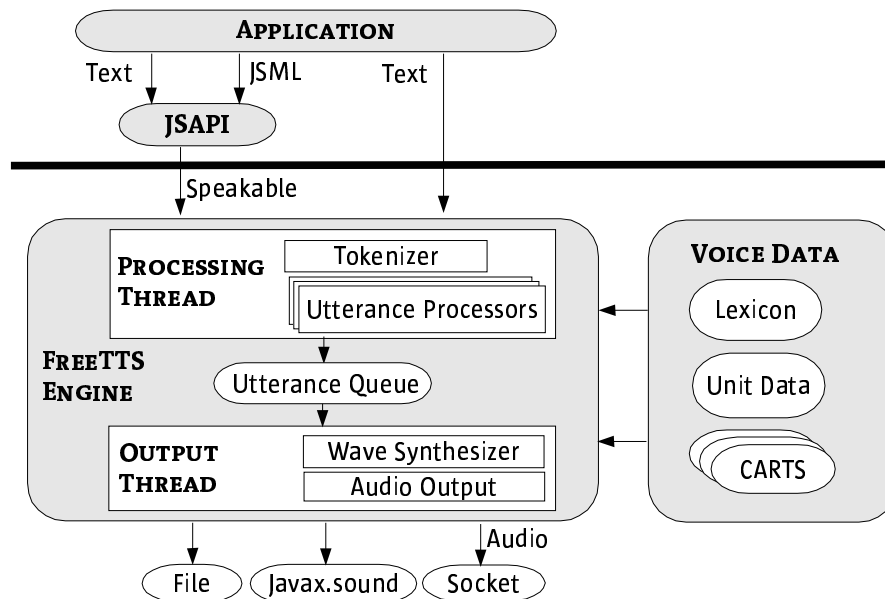 APPLICATION
Text
JSML
Text
JSAPI
Speakable
PROCESSING
THREAD
Tokenizer
Utterance Processors
FREETTS
ENGINE
Utterance Queue
OUTPUT
THREAD
Wave Synthesizer
Audio Output
VOICE DATA
Lexicon
Unit Data
CARTS
Audio
File
Javax.sound
Socket